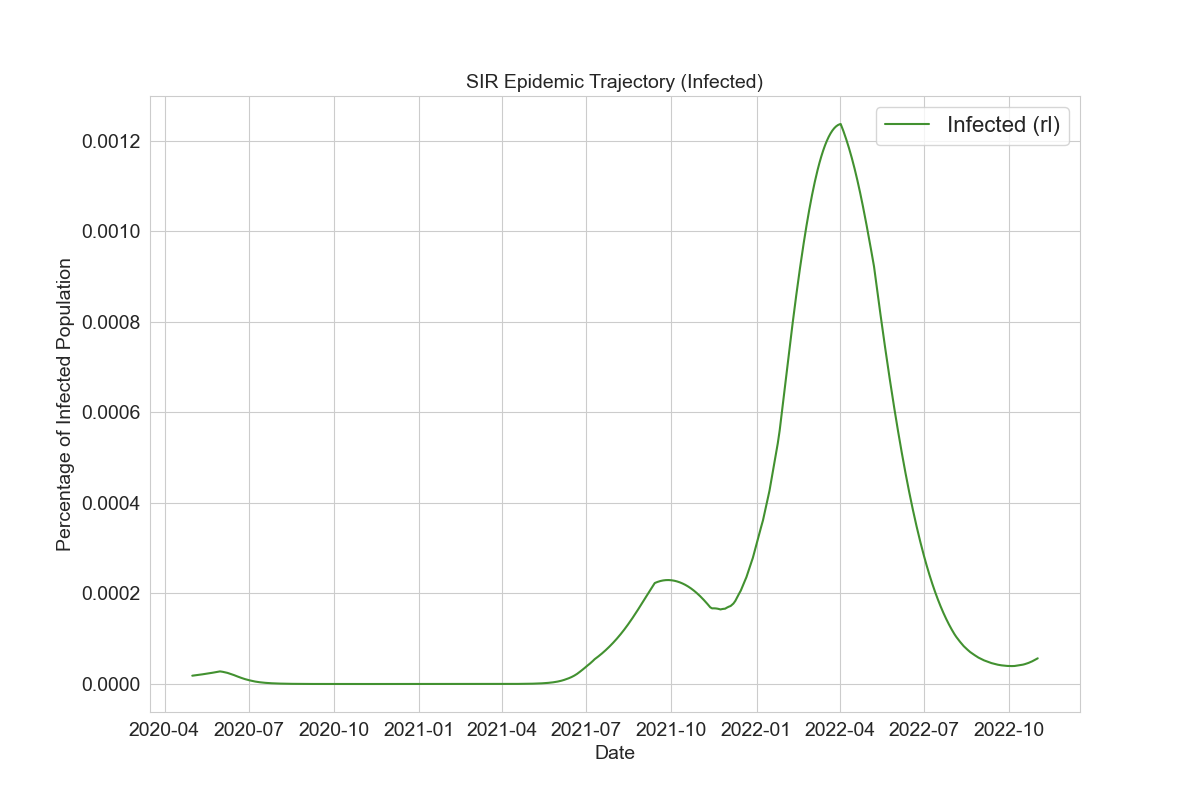 SIR Epidemic Trajectory (Infected)
Infected (rl)
Percentage of Infected Population
0.0012
0.0010
0.0008
0.0006
0.0004
0.0002
0.0000
2020-04 2020-07 2020-10 2021-01 2021-04 2021-07 2021-10 2022-01 2022-04 2022-07 2022-10
Date